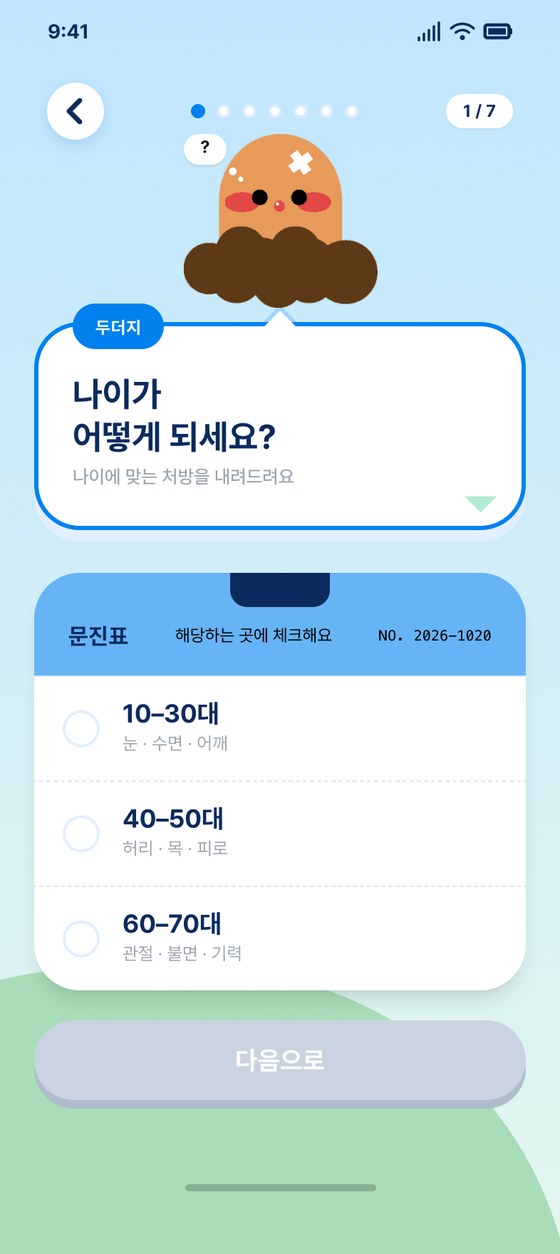 9:41
1 / 7
?
두더지
나이가
어떻게 되세요?
나이에 맞는 처방을 내려드려요
문진표 해당하는 곳에 체크해요 NO. 2026-1020
10–30대
눈 · 수면 · 어깨
40–50대
허리 · 목 · 피로
60–70대
관절 · 불면 · 기력
다음으로